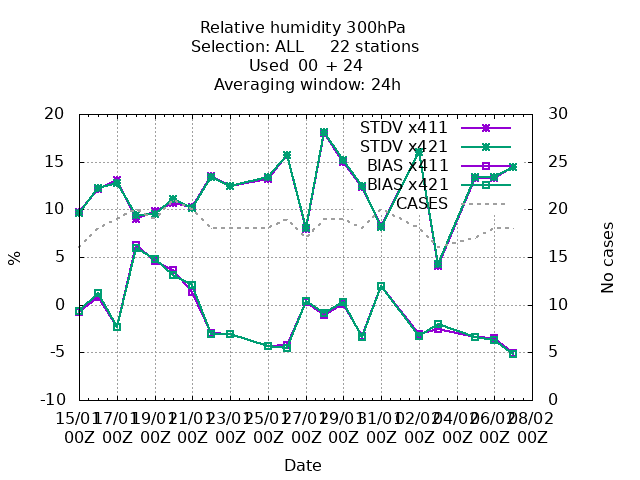 Relative humidity 300hPa
Selection: ALL 22 stations
Used 00 + 24
Averaging window: 24h
20 30
STDV x411
STDV x421
15 25
BIAS x411
BIAS x421
CASES
10 20
5 15
% No cases
0 10
-5 5
-10 0
15/01 17/01 19/01 21/01 23/01 25/01 27/01 29/01 31/01 02/02 04/02 06/02 08/02
00Z 00Z 00Z 00Z 00Z 00Z 00Z 00Z 00Z 00Z 00Z 00Z 00Z
Date